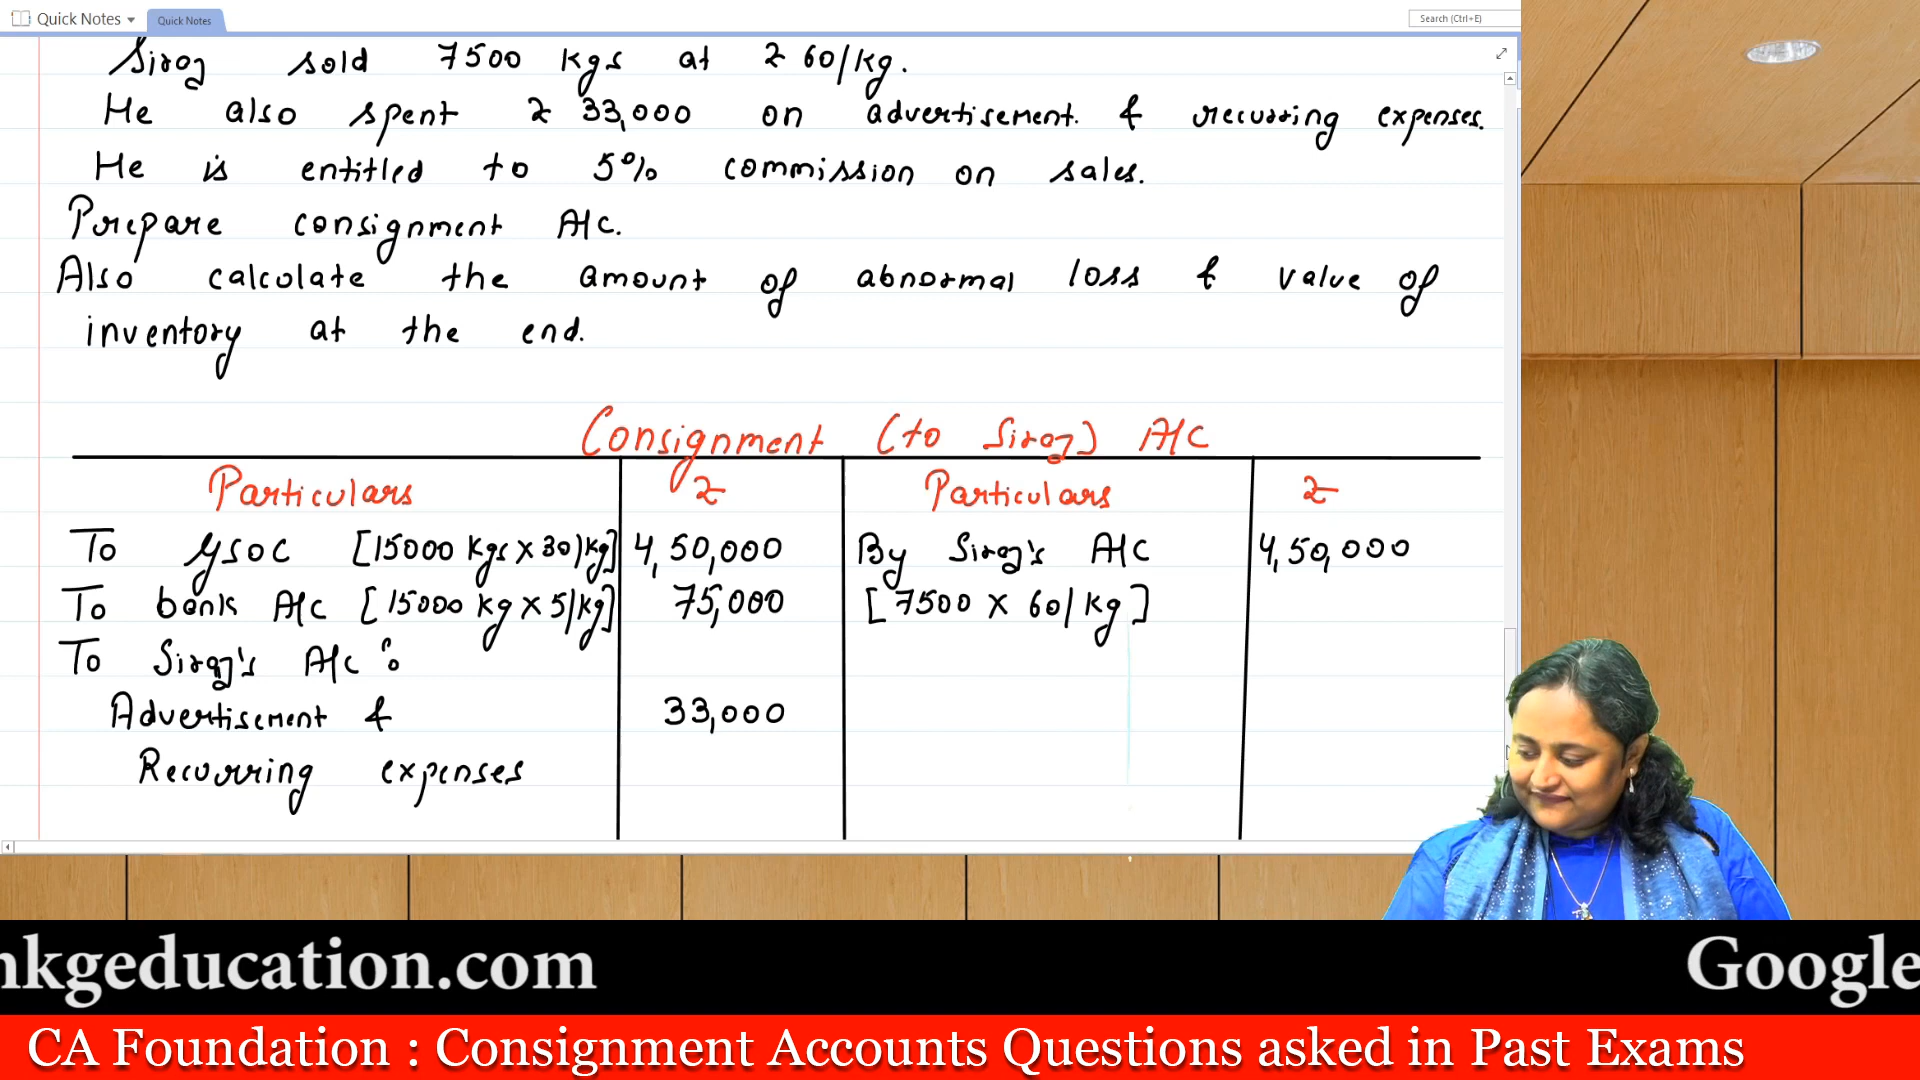 Quick Notes
Quick Notes
Search (Ctrl+E)
Siraj sold 7500 kgs at ₹ 60/kg.
He also spent ₹ 33,000 on advertisement. & recurring expenses.
He is entitled to 5% commission on sales.
Prepare consignment A/c.
Also calculate the amount of abnormal loss & value of
inventory at the end.
Consignment (to Siraj) A/c
Particulars ₹ Particulars ₹
To GSOC [15000 kgs x 30/kg] 4,50,000 By Siraj's A/c 4,50,000
To bank A/c [15000 kg x 5/kg] 75,000 [7500 x 60/kg]
To Siraj's A/c :
Advertisement & 33,000
Recurring expenses
nkgeducation.com Google
CA Foundation : Consignment Accounts Questions asked in Past Exams